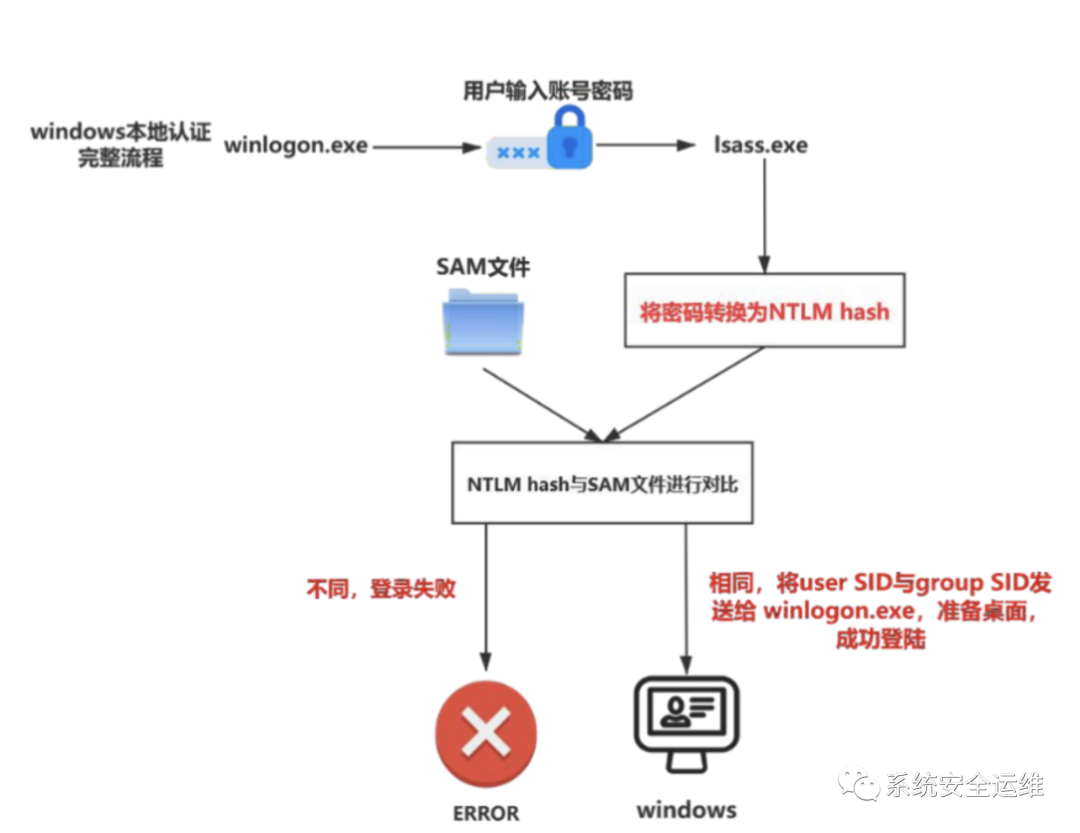 用户输入账号密码
windows本地认证
完整流程
winlogon.exe
×××
lsass.exe
SAM文件
将密码转换为NTLM hash
NTLM hash与SAM文件进行对比
不同，登录失败
相同，将user SID与group SID发
送给 winlogon.exe，准备桌面，
成功登陆
ERROR
windows
系统安全运维